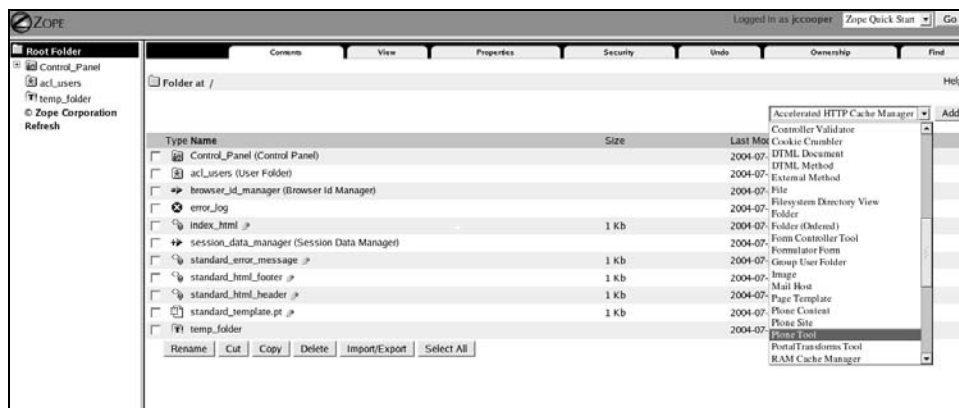 ZOPE
Logged in as jccooper
Zope Quick Start
Go
Root Folder
Control_Panel
acl_users
temp_folder
© Zope Corporation
Refresh
Contents View Properties Security Undo Ownership Find
Folder at /
Help
Accelerated HTTP Cache Manager
Add
Type Name Size Last Mod
Control_Panel (Control Panel) 2004-07-
acl_users (User Folder) 2004-07-
browser_id_manager (Browser Id Manager) 2004-07-
error_log 2004-07-
index_html 1 Kb 2004-07-
session_data_manager (Session Data Manager) 2004-07-
standard_error_message 1 Kb 2004-07-
standard_html_footer 1 Kb 2004-07-
standard_html_header 1 Kb 2004-07-
standard_template.pt 1 Kb 2004-07-
temp_folder 2004-07-
Controller Validator
Cookie Crumbler
DTML Document
DTML Method
External Method
File
Filesystem Directory View
Folder
Folder (Ordered)
Form Controller Tool
Formulator Form
Group User Folder
Image
Mail Host
Page Template
Plone Content
Plone Site
Plone Tool
PortalTransforms Tool
RAM Cache Manager
Rename Cut Copy Delete Import/Export Select All